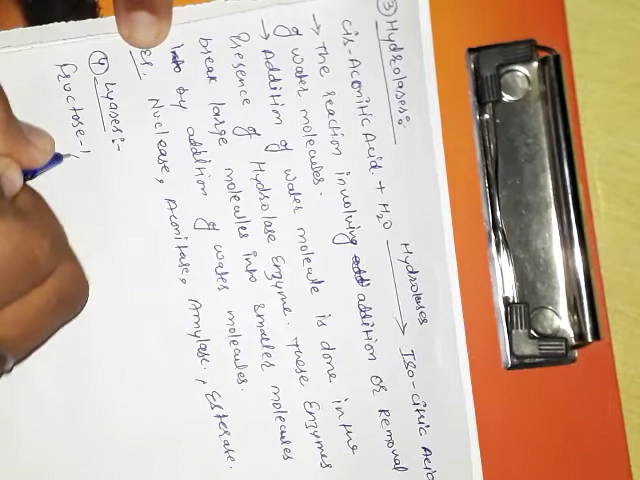 ③ Hydrolases:-
Hydrolases
cis-Aconitic Acid + H2O ⟶ Iso-citric Acid
→ The reaction involving addition or removal
of water molecules.
→ Addition of water molecule is done in the
Presence of Hydrolase Enzyme. These Enzymes
break large molecules into smaller molecules
by addition of water molecules.
Ex. Nuclease, Aconitase, Amylase, Esterase.
④ Lyases:-
fructose-1